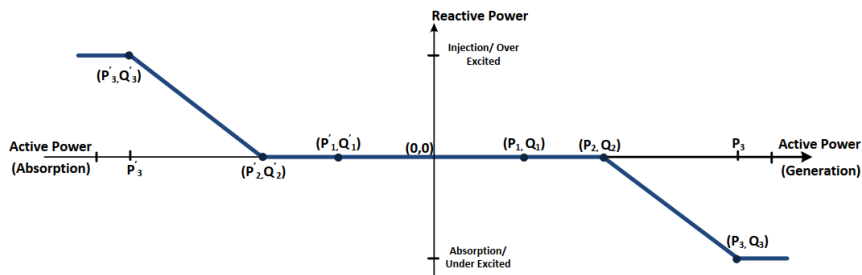 Reactive Power
Injection/ Over
Excited
(P'3,Q'3)
Active Power
(Absorption)
P'3
(P'2,Q'2)
(P'1,Q'1)
(0,0)
(P1,Q1)
(P2, Q2)
P3
Active Power
(Generation)
(P3, Q3)
Absorption/
Under Excited